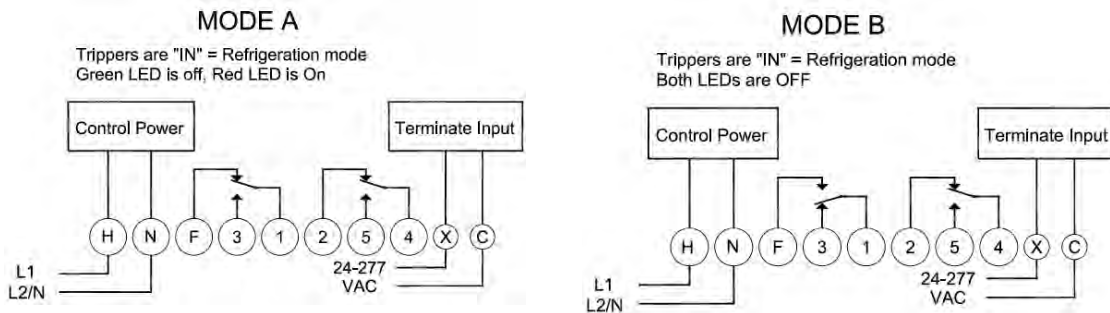 MODE A
Trippers are "IN" = Refrigeration mode
Green LED is off, Red LED is On
Control Power
Terminate Input
H N F 3 1 2 5 4 X C
L1
L2/N
24-277
VAC
MODE B
Trippers are "IN" = Refrigeration mode
Both LEDs are OFF
Control Power
Terminate Input
H N F 3 1 2 5 4 X C
L1
L2/N
24-277
VAC